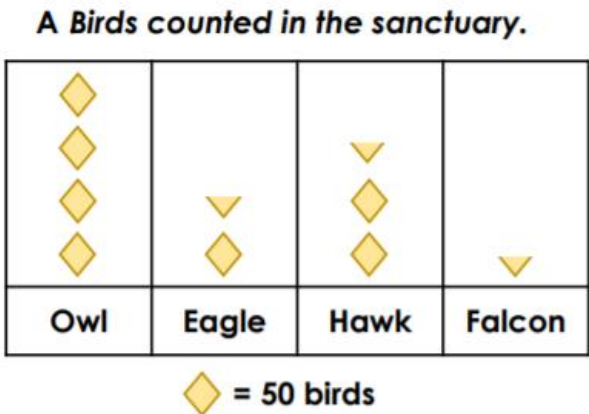 A Birds counted in the sanctuary.
Owl Eagle Hawk Falcon
= 50 birds